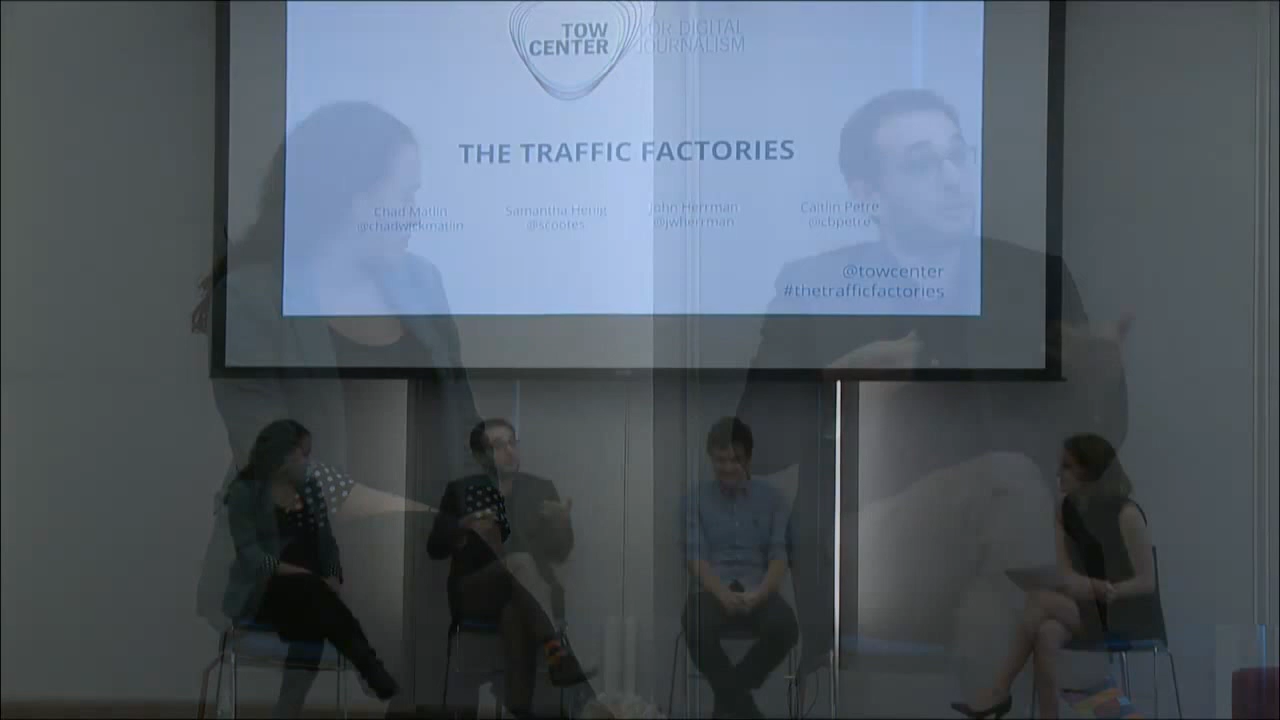 TOW
CENTER
FOR DIGITAL
JOURNALISM
THE TRAFFIC FACTORIES
Chad Matlin
@chadwickmatlin
Samantha Henig
@scootes
John Herrman
@jwherrman
Caitlin Petre
@cbpetre
@towcenter
#thetrafficfactories